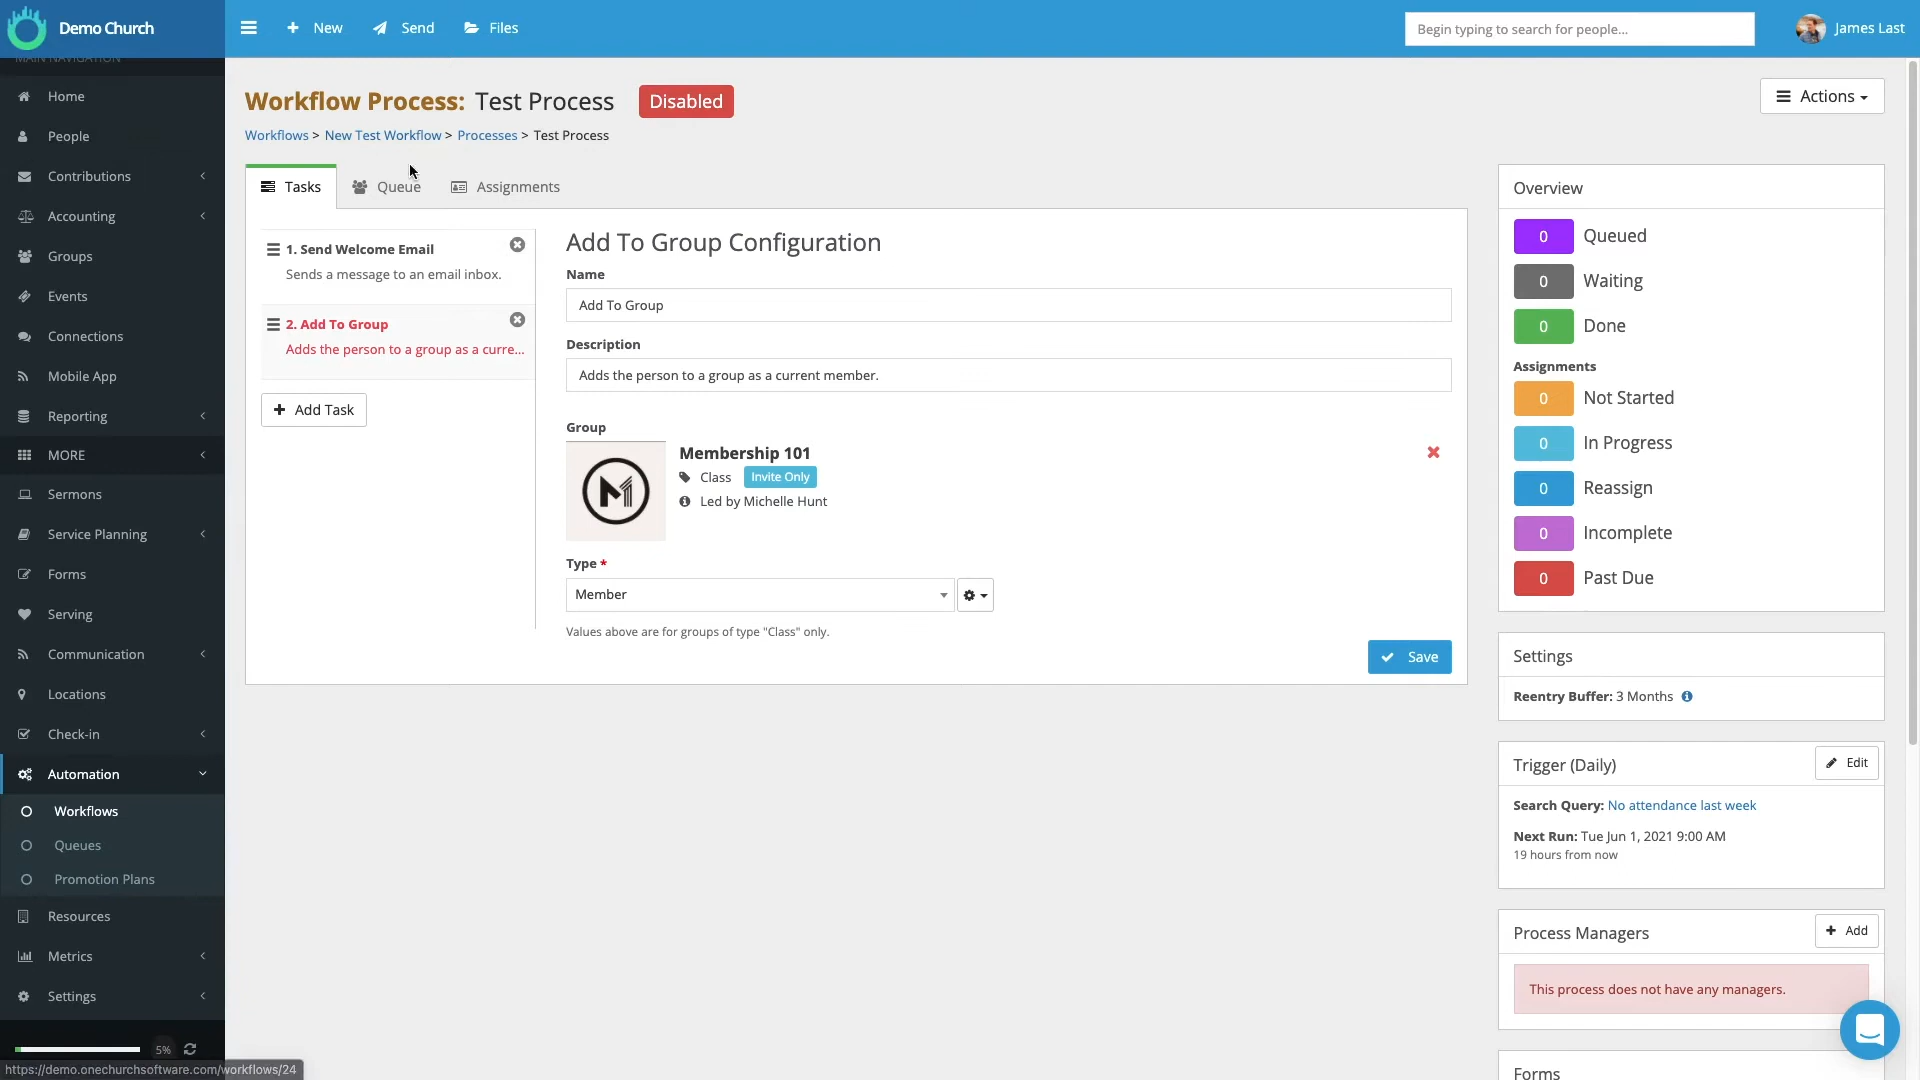 Demo Church
New
Send
Files
Begin typing to search for people...
James Last
MAIN NAVIGATION
Home
People
Contributions
Accounting
Groups
Events
Connections
Mobile App
Reporting
MORE
Sermons
Service Planning
Forms
Serving
Communication
Locations
Check-in
Automation
Workflows
Queues
Promotion Plans
Resources
Metrics
Settings
5%
https://demo.onechurchsoftware.com/workflows/24
Workflow Process: Test Process Disabled
Actions
Workflows > New Test Workflow > Processes > Test Process
Tasks
Queue
Assignments
1. Send Welcome Email
Sends a message to an email inbox.
2. Add To Group
Adds the person to a group as a curre...
Add Task
Add To Group Configuration
Name
Add To Group
Description
Adds the person to a group as a current member.
Group
Membership 101
Class Invite Only
Led by Michelle Hunt
Type *
Member
Values above are for groups of type "Class" only.
Save
Overview
0 Queued
0 Waiting
0 Done
Assignments
0 Not Started
0 In Progress
0 Reassign
0 Incomplete
0 Past Due
Settings
Reentry Buffer: 3 Months
Trigger (Daily)
Edit
Search Query: No attendance last week
Next Run: Tue Jun 1, 2021 9:00 AM
19 hours from now
Process Managers
Add
This process does not have any managers.
Forms